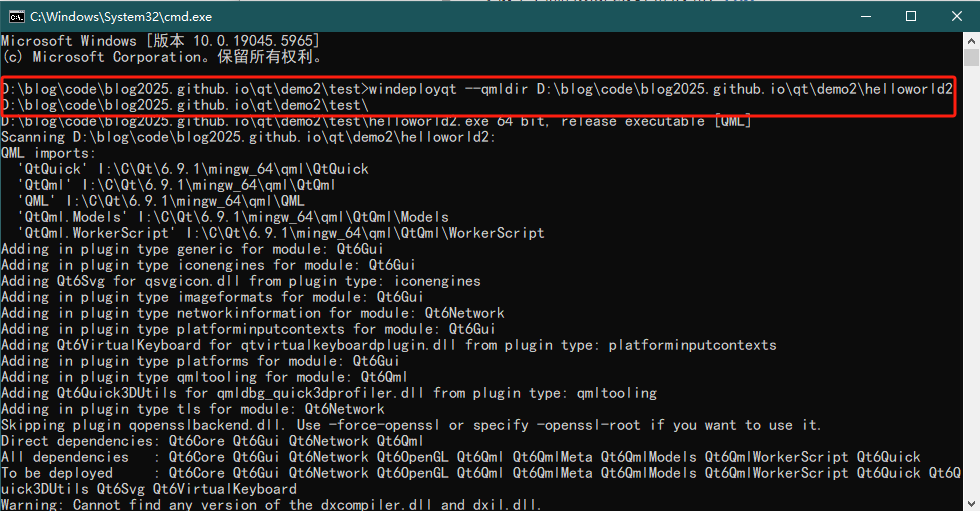 C:\Windows\System32\cmd.exe
Microsoft Windows [版本 10.0.19045.5965]
(c) Microsoft Corporation。保留所有权利。
D:\blog\code\blog2025.github.io\qt\demo2\test>windeployqt --qmldir D:\blog\code\blog2025.github.io\qt\demo2\helloworld2
D:\blog\code\blog2025.github.io\qt\demo2\test\
D:\blog\code\blog2025.github.io\qt\demo2\test\helloworld2.exe 64 bit, release executable [QML]
Scanning D:\blog\code\blog2025.github.io\qt\demo2\helloworld2:
QML imports:
  'QtQuick' I:\C\Qt\6.9.1\mingw_64\qml\QtQuick
  'QtQml' I:\C\Qt\6.9.1\mingw_64\qml\QtQml
  'QML' I:\C\Qt\6.9.1\mingw_64\qml\QML
  'QtQml.Models' I:\C\Qt\6.9.1\mingw_64\qml\QtQml\Models
  'QtQml.WorkerScript' I:\C\Qt\6.9.1\mingw_64\qml\QtQml\WorkerScript
Adding in plugin type generic for module: Qt6Gui
Adding in plugin type iconengines for module: Qt6Gui
Adding Qt6Svg for qsvgicon.dll from plugin type: iconengines
Adding in plugin type imageformats for module: Qt6Gui
Adding in plugin type networkinformation for module: Qt6Network
Adding in plugin type platforminputcontexts for module: Qt6Gui
Adding Qt6VirtualKeyboard for qtvirtualkeyboardplugin.dll from plugin type: platforminputcontexts
Adding in plugin type platforms for module: Qt6Gui
Adding in plugin type qmltooling for module: Qt6Qml
Adding Qt6Quick3DUtils for qmldbg_quick3dprofiler.dll from plugin type: qmltooling
Adding in plugin type tls for module: Qt6Network
Skipping plugin qopensslbackend.dll. Use -force-openssl or specify -openssl-root if you want to use it.
Direct dependencies: Qt6Core Qt6Gui Qt6Network Qt6Qml
All dependencies   : Qt6Core Qt6Gui Qt6Network Qt6OpenGL Qt6Qml Qt6QmlMeta Qt6QmlModels Qt6QmlWorkerScript Qt6Quick
To be deployed     : Qt6Core Qt6Gui Qt6Network Qt6OpenGL Qt6Qml Qt6QmlMeta Qt6QmlModels Qt6QmlWorkerScript Qt6Quick Qt6Q
uick3DUtils Qt6Svg Qt6VirtualKeyboard
Warning: Cannot find any version of the dxcompiler.dll and dxil.dll.